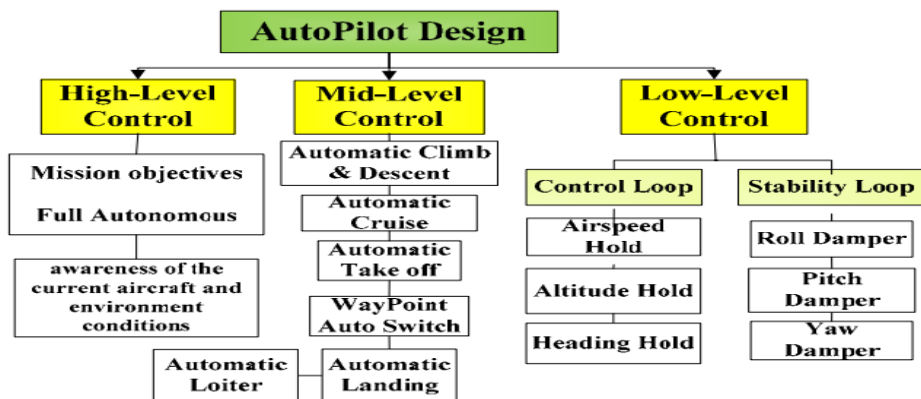 AutoPilot Design
High-Level
Control
Mission objectives
Full Autonomous
awareness of the
current aircraft and
environment
conditions
Mid-Level
Control
Automatic Climb
& Descent
Automatic
Cruise
Automatic
Take off
WayPoint
Auto Switch
Automatic
Landing
Automatic
Loiter
Low-Level
Control
Control Loop
Airspeed
Hold
Altitude Hold
Heading Hold
Stability Loop
Roll Damper
Pitch
Damper
Yaw
Damper